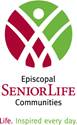 Episcopal
SENIORLIFE
Communities
Life. Inspired every day.